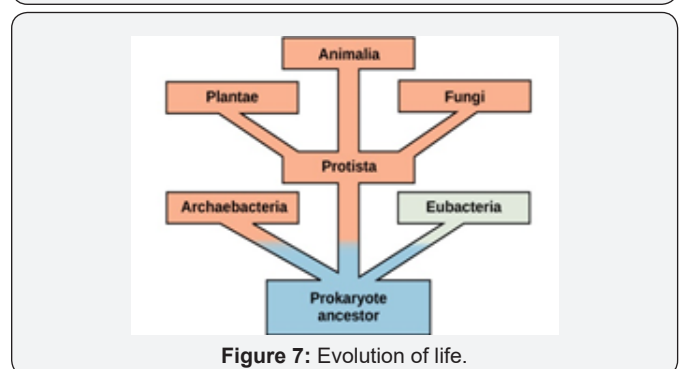 Animalia
Plantae
Fungi
Protista
Archaebacteria
Eubacteria
Prokaryote
ancestor
Figure 7: Evolution of life.